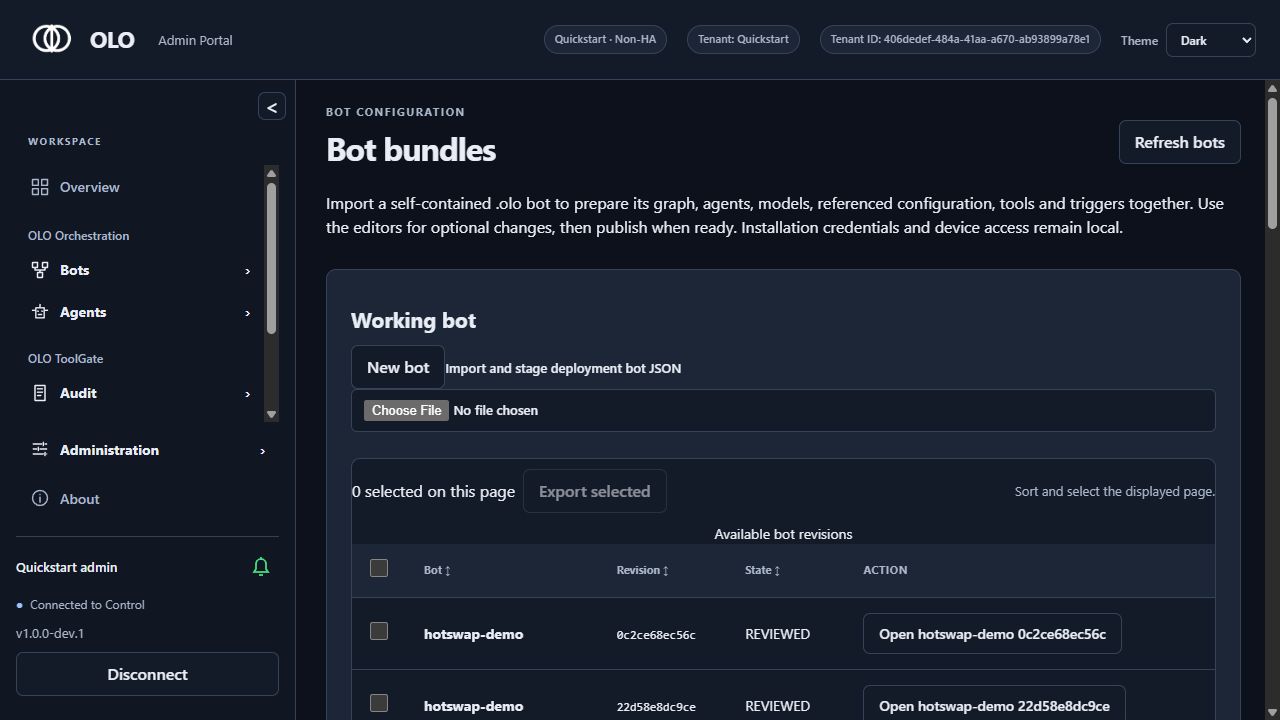 OLO Admin Portal Quickstart · Non-HA Tenant: Quickstart Tenant ID: 406dedef-484a-41aa-a670-ab93899a78e1 Theme Dark
<
WORKSPACE
Overview
OLO Orchestration
Bots ›
Agents ›
OLO ToolGate
Audit ›
Administration ›
About
Quickstart admin
Connected to Control
v1.0.0-dev.1
Disconnect
BOT CONFIGURATION
Bot bundles
Refresh bots
Import a self-contained .olo bot to prepare its graph, agents, models, referenced configuration, tools and triggers together. Use
the editors for optional changes, then publish when ready. Installation credentials and device access remain local.
Working bot
New bot Import and stage deployment bot JSON
Choose File No file chosen
0 selected on this page Export selected Sort and select the displayed page.
Available bot revisions
Bot ↕ Revision ↕ State ↕ ACTION
hotswap-demo 0c2ce68ec56c REVIEWED Open hotswap-demo 0c2ce68ec56c
hotswap-demo 22d58e8dc9ce REVIEWED Open hotswap-demo 22d58e8dc9ce